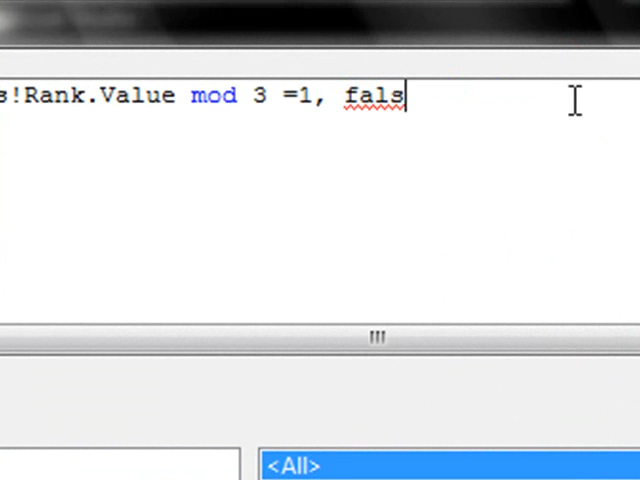 s!Rank.Value mod 3 =1, fals
<All>